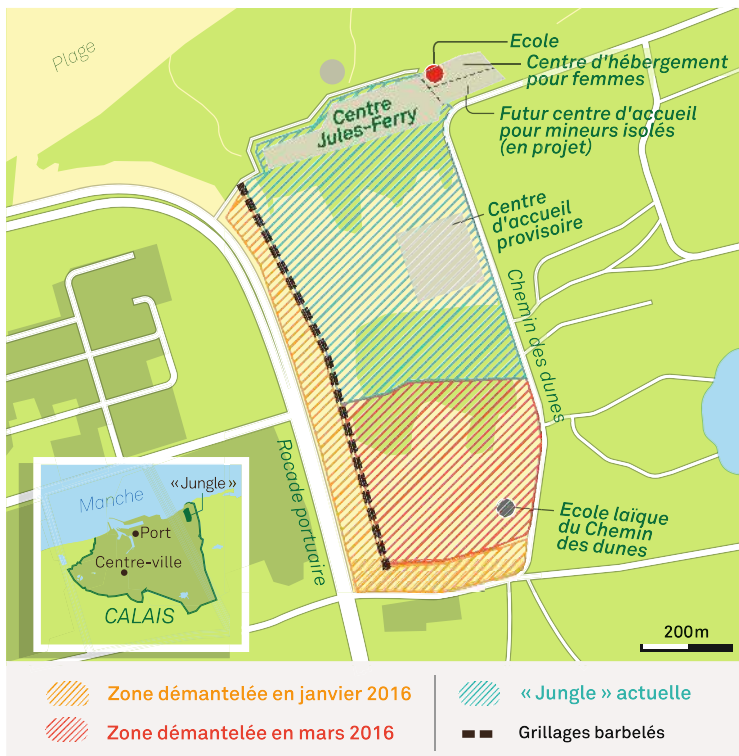 Plage
Ecole
Centre d'hébergement
pour femmes
Centre
Jules-Ferry
Futur centre d'accueil
pour mineurs isolés
(en projet)
Centre
d'accueil
provisoire
Chemin des dunes
Rocade portuaire
Ecole laïque
du Chemin
des dunes
« Jungle »
Manche
Port
Centre-ville
CALAIS
200 m
Zone démantelée en janvier 2016
« Jungle » actuelle
Zone démantelée en mars 2016
Grillages barbelés